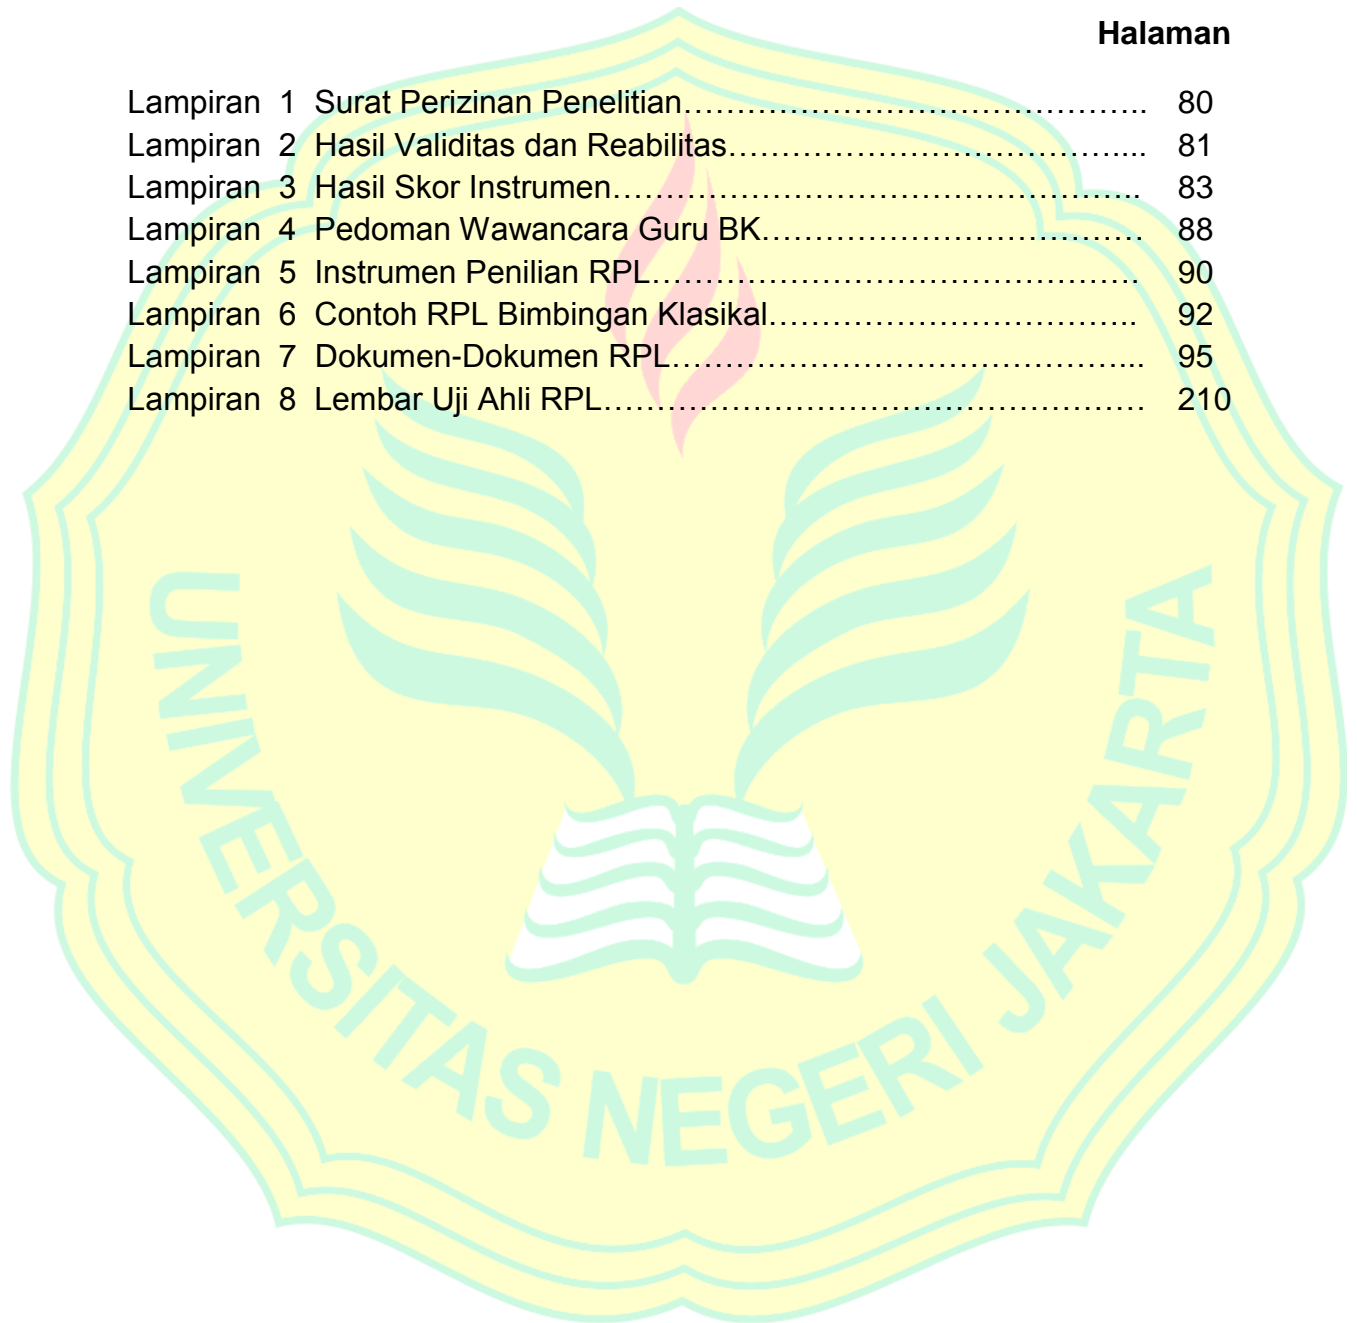 Halaman
Lampiran 1 Surat Perizinan Penelitian…………………………………….. 80
Lampiran 2 Hasil Validitas dan Reabilitas……………………………….... 81
Lampiran 3 Hasil Skor Instrumen………………………………………….. 83
Lampiran 4 Pedoman Wawancara Guru BK……………………………… 88
Lampiran 5 Instrumen Penilian RPL……………………………………….. 90
Lampiran 6 Contoh RPL Bimbingan Klasikal…………………………….. 92
Lampiran 7 Dokumen-Dokumen RPL……………………………………... 95
Lampiran 8 Lembar Uji Ahli RPL…………………………………………… 210
UNIVERSITAS NEGERI JAKARTA